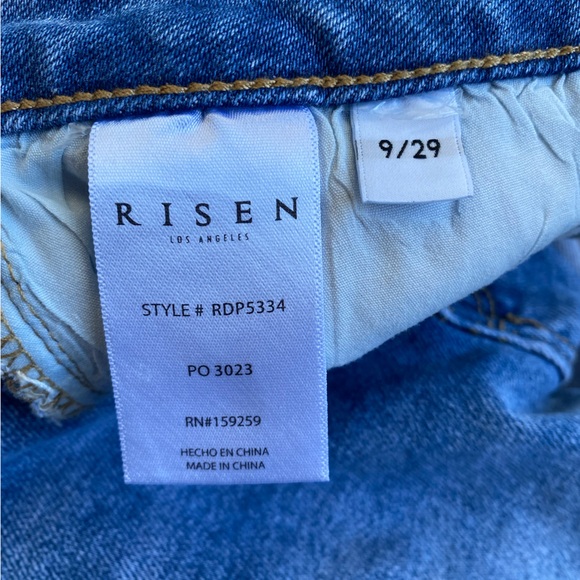 RISEN
LOS ANGELES
STYLE # RDP5334
PO 3023
RN#159259
HECHO EN CHINA
MADE IN CHINA
9/29